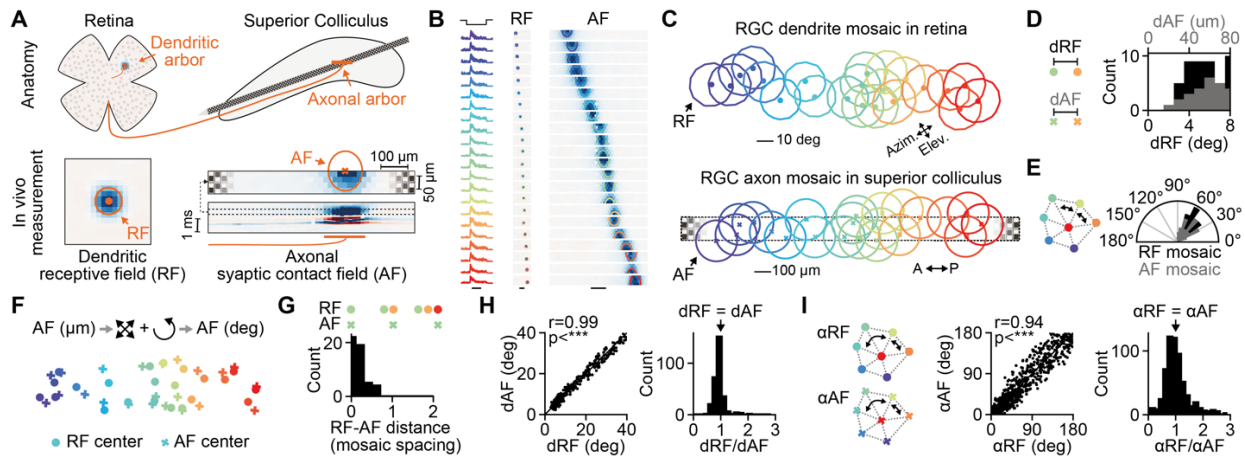 A
Retina
Superior Colliculus
Anatomy
Dendritic
arbor
Axonal arbor
In vivo
measurement
RF
Dendritic
receptive field (RF)
AF
100 µm
50 µm
1 ms
Axonal
syaptic contact field (AF)
B
RF
AF
C
RGC dendrite mosaic in retina
RF
10 deg
Azim.
Elev.
RGC axon mosaic in superior colliculus
AF
100 µm
A
P
D
dAF (um)
0 40 80
dRF
dAF
Count
10
0
0 4 8
dRF (deg)
E
90°
120° 60°
150° 30°
180° 0°
RF mosaic
AF mosaic
F
AF (µm) + AF (deg)
RF center
AF center
G
RF
AF
Count
20
0
0 1 2
RF-AF distance
(mosaic spacing)
H
r=0.99
p<***
dAF (deg)
40
20
0
0 20 40
dRF (deg)
dRF = dAF
Count
100
0
0 1 2 3
dRF/dAF
I
αRF
αAF
r=0.94
p<***
αAF (deg)
180
90
0
0 90 180
αRF (deg)
αRF = αAF
Count
100
0
0 1 2 3
αRF/αAF